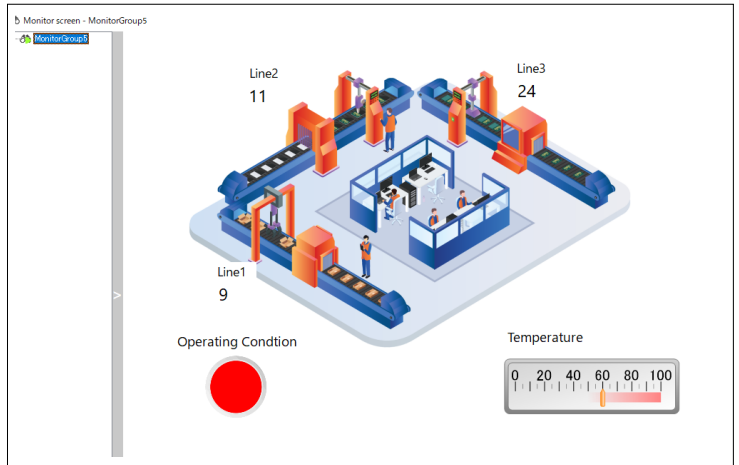 Monitor screen - MonitorGroup5
MonitorGroup5
Line2
11
Line3
24
Line1
9
>
Operating Condtion
Temperature
0 20 40 60 80 100